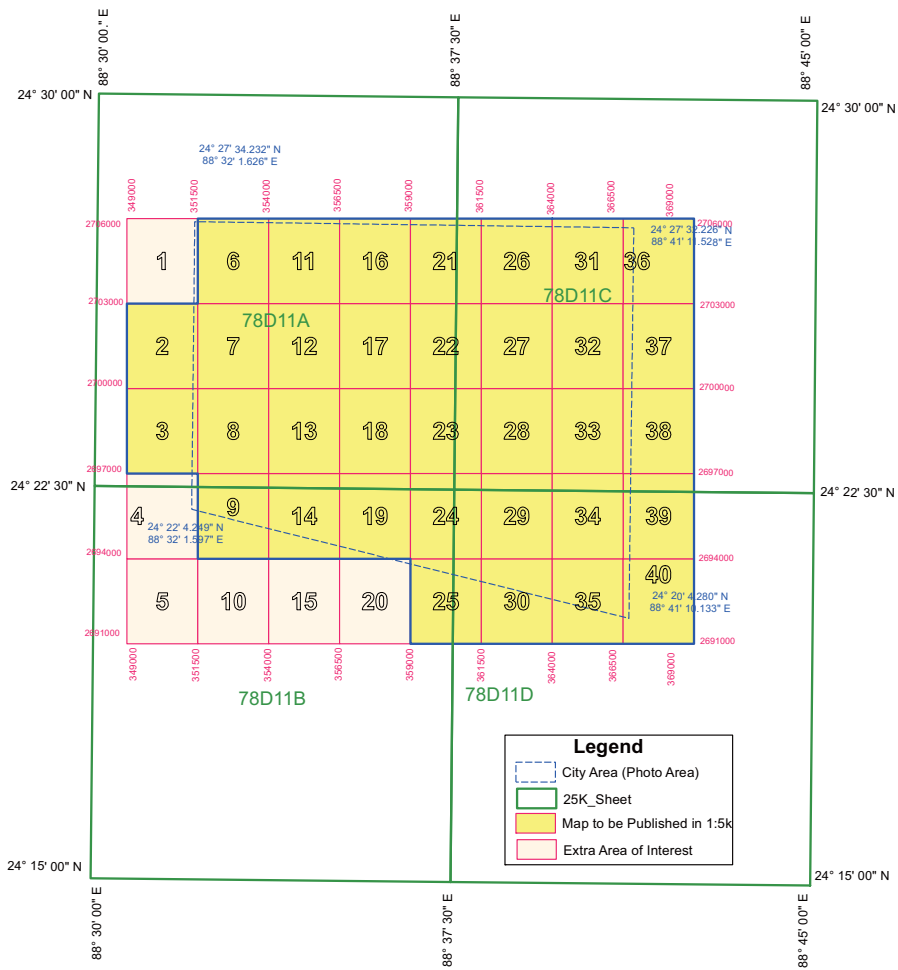 88° 30' 00." E
88° 37' 30" E
88° 45' 00" E
24° 30' 00" N
24° 30' 00" N
24° 27' 34.232" N
88° 32' 1.626" E
349000
351500
354000
356500
359000
361500
364000
366500
369000
2706000
2706000
24° 27' 32.226" N
88° 41' 11.528" E
1
6
11
16
21
26
31
36
78D11C
2703000
2703000
78D11A
2
7
12
17
22
27
32
37
2700000
2700000
3
8
13
18
23
28
33
38
2697000
2697000
24° 22' 30" N
24° 22' 30" N
4
9
14
19
24
29
34
39
24° 22' 4.249" N
88° 32' 1.597" E
2694000
2694000
40
5
10
15
20
25
30
35
24° 20' 4.280" N
88° 41' 10.133" E
2691000
2691000
349000
351500
354000
356500
359000
361500
364000
366500
369000
78D11B
78D11D
Legend
City Area (Photo Area)
25K_Sheet
Map to be Published in 1:5k
Extra Area of Interest
24° 15' 00" N
24° 15' 00" N
88° 30' 00" E
88° 37' 30" E
88° 45' 00" E